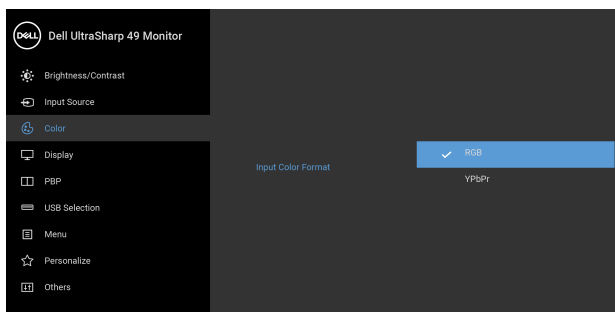 DELL Dell UltraSharp 49 Monitor
Brightness/Contrast
Input Source
Color
Display
PBP
USB Selection
Menu
Personalize
Others
Input Color Format
RGB
YPbPr